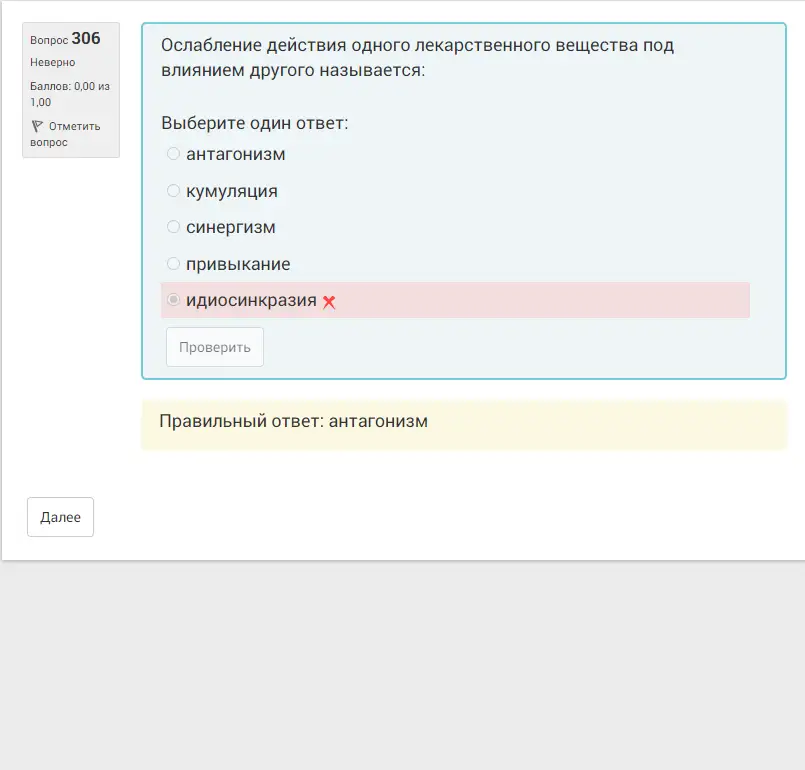 Вопрос 306
Неверно
Баллов: 0,00 из
1,00
Отметить
вопрос
Ослабление действия одного лекарственного вещества под
влиянием другого называется:
Выберите один ответ:
антагонизм
кумуляция
синергизм
привыкание
идиосинкразия
Проверить
Правильный ответ: антагонизм
Далее